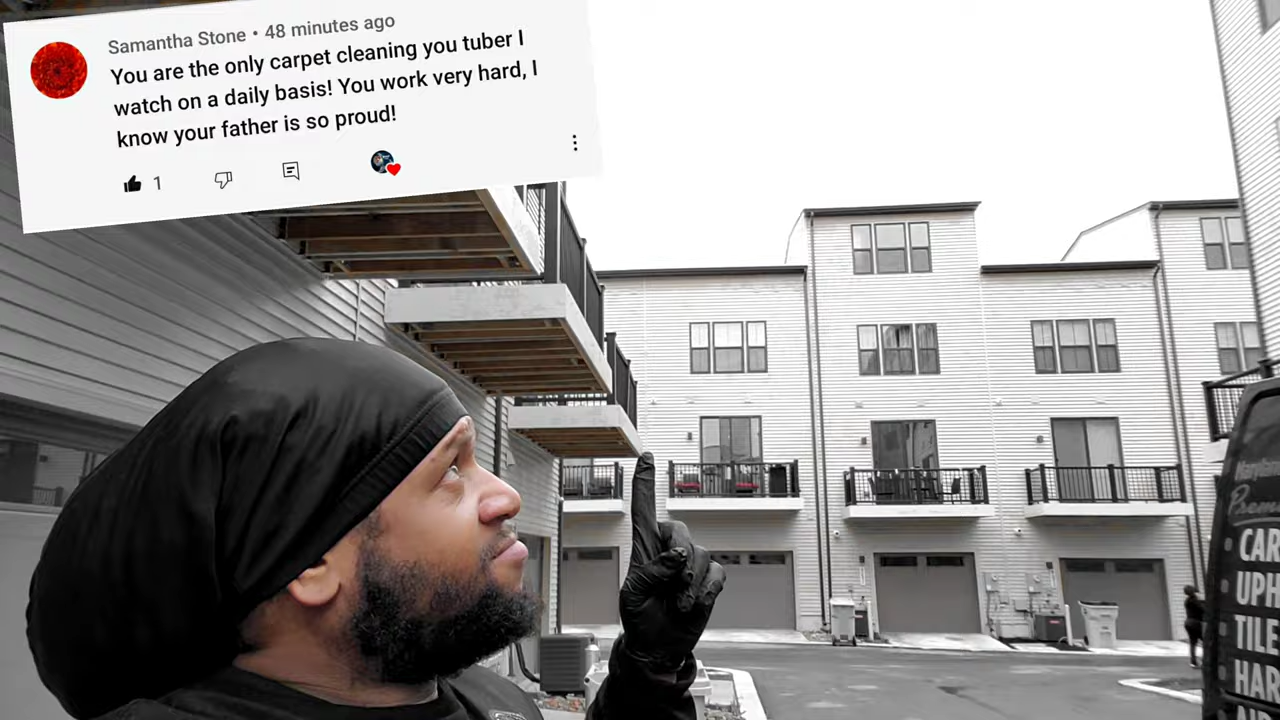 Samantha Stone • 48 minutes ago
You are the only carpet cleaning you tuber I
watch on a daily basis! You work very hard, I
know your father is so proud!
1
CAR
UPH
TILE
HAR